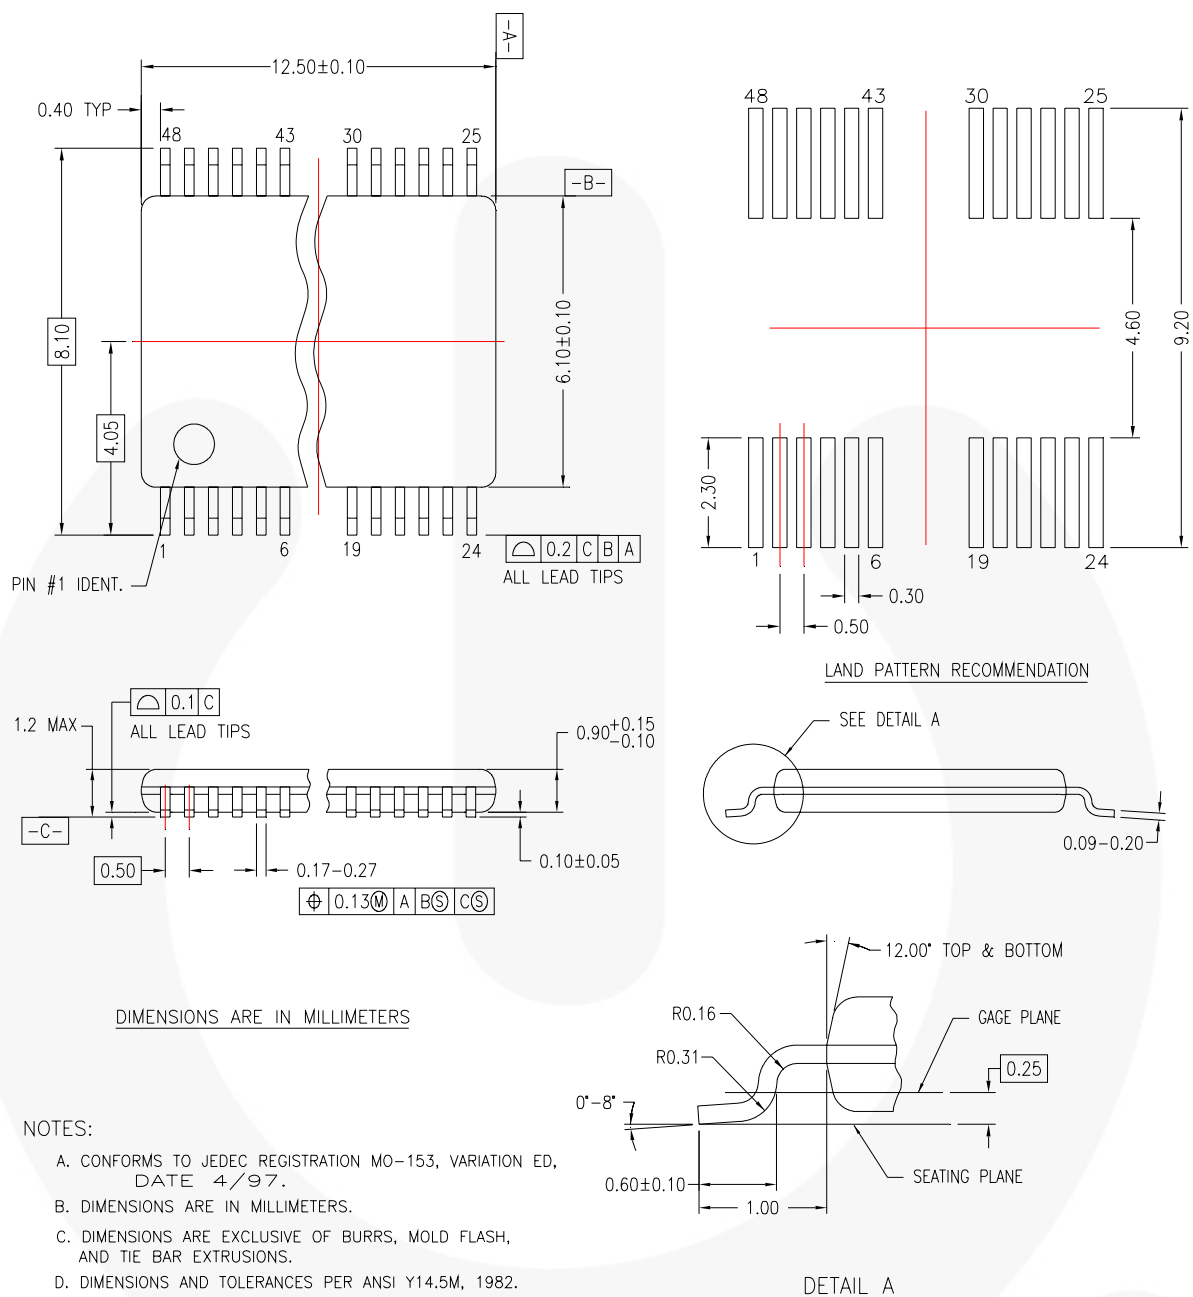 -A-
12.50±0.10
0.40 TYP
48 43 30 25
-B-
8.10
4.05
6.10±0.10
1 6 19 24
0.2 C B A
ALL LEAD TIPS
PIN #1 IDENT.
48 43 30 25
4.60
9.20
2.30
1 6 19 24
0.30
0.50
LAND PATTERN RECOMMENDATION
0.1 C
ALL LEAD TIPS
1.2 MAX
0.90+0.15
-0.10
-C-
0.50
0.17-0.27
0.10±0.05
0.13Ⓜ A BⓈ CⓈ
SEE DETAIL A
0.09-0.20
DIMENSIONS ARE IN MILLIMETERS
12.00° TOP & BOTTOM
R0.16
GAGE PLANE
R0.31
0.25
0°-8°
SEATING PLANE
0.60±0.10
1.00
DETAIL A
NOTES:
A. CONFORMS TO JEDEC REGISTRATION MO-153, VARIATION ED,
DATE 4/97.
B. DIMENSIONS ARE IN MILLIMETERS.
C. DIMENSIONS ARE EXCLUSIVE OF BURRS, MOLD FLASH,
AND TIE BAR EXTRUSIONS.
D. DIMENSIONS AND TOLERANCES PER ANSI Y14.5M, 1982.